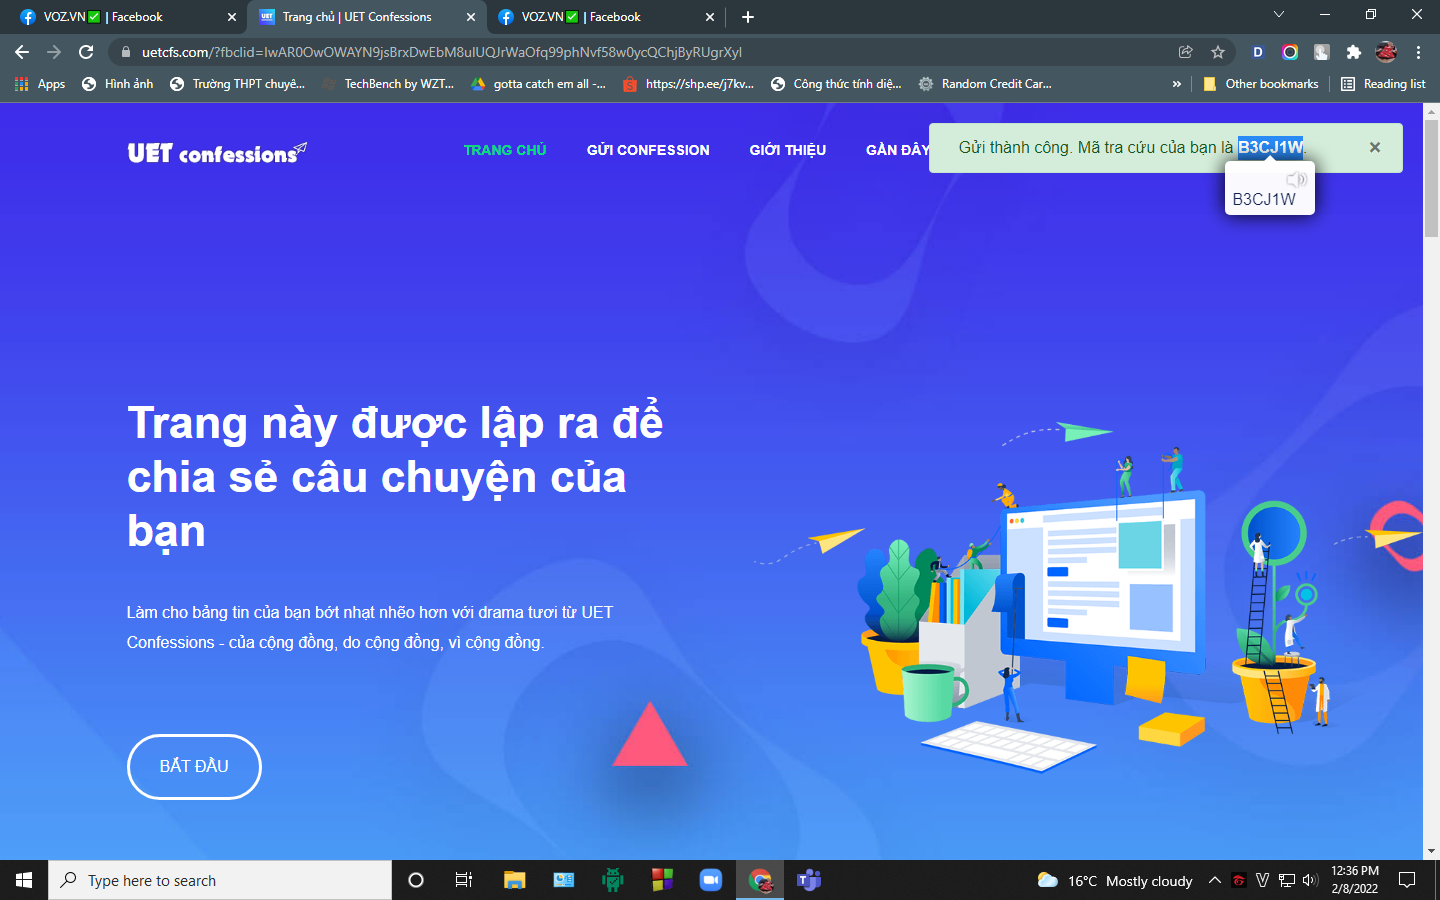 VOZ.VN✅ | Facebook
Trang chủ | UET Confessions
VOZ.VN✅ | Facebook
uetcfs.com/?fbclid=IwAR0OwOWAYN9jsBrxDwEbM8uIUQJrWaOfq99phNvf58w0ycQChjByRUgrXyI
Apps
Hình ảnh
Trường THPT chuyê...
TechBench by WZT...
gotta catch em all -...
https://shp.ee/j7kv...
Công thức tính diệ...
Random Credit Car...
»
Other bookmarks
Reading list
UET confessions
TRANG CHỦ
GỬI CONFESSION
GIỚI THIỆU
GẦN ĐÂY
Gửi thành công. Mã tra cứu của bạn là B3CJ1W.
×
B3CJ1W
Trang này được lập ra để
chia sẻ câu chuyện của
bạn
Làm cho bảng tin của bạn bớt nhạt nhẽo hơn với drama tươi từ UET
Confessions - của cộng đồng, do cộng đồng, vì cộng đồng.
BẮT ĐẦU
Type here to search
16°C Mostly cloudy
12:36 PM
2/8/2022